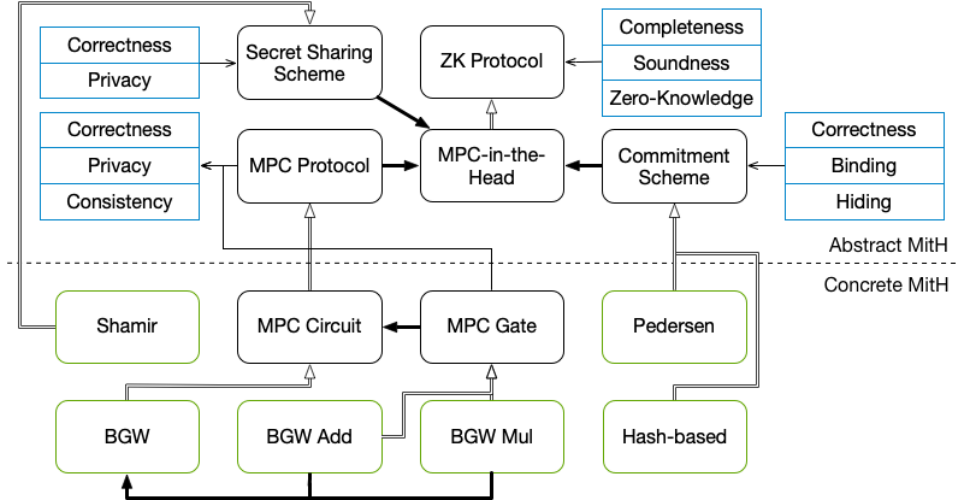 Correctness
Privacy
Secret Sharing
Scheme
ZK Protocol
Completeness
Soundness
Zero-Knowledge
Correctness
Privacy
Consistency
MPC Protocol
MPC-in-the-
Head
Commitment
Scheme
Correctness
Binding
Hiding
Abstract MitH
Concrete MitH
Shamir
MPC Circuit
MPC Gate
Pedersen
BGW
BGW Add
BGW Mul
Hash-based